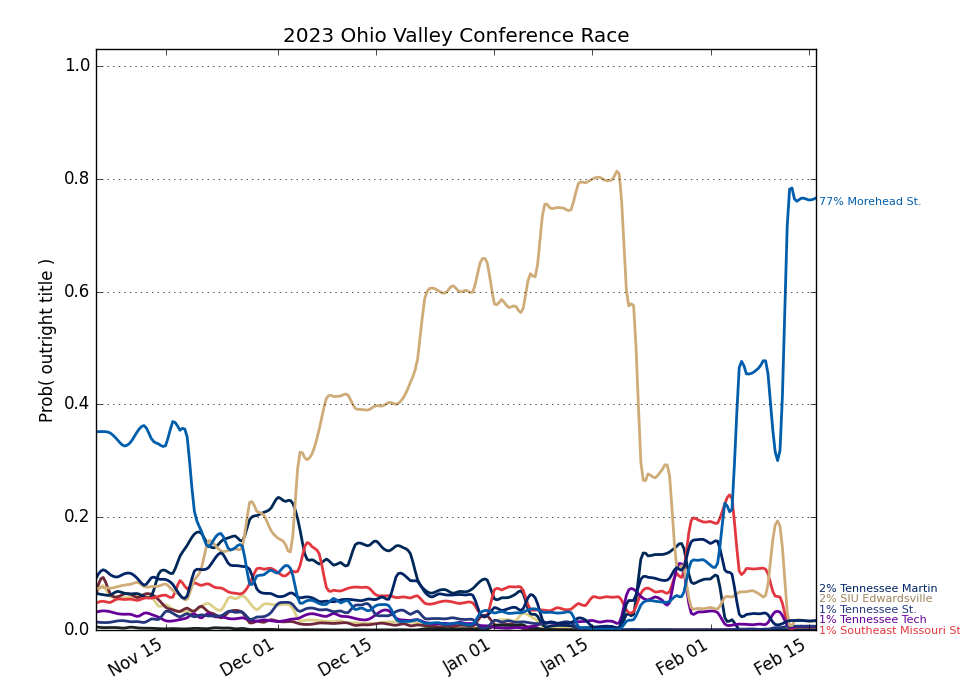 2023 Ohio Valley Conference Race
Prob( outright title )
1.0
0.8
0.6
0.4
0.2
0.0
Nov 15
Dec 01
Dec 15
Jan 01
Jan 15
Feb 01
Feb 15
77% Morehead St.
2% Tennessee Martin
2% SIU Edwardsville
1% Tennessee St.
1% Tennessee Tech
1% Southeast Missouri St